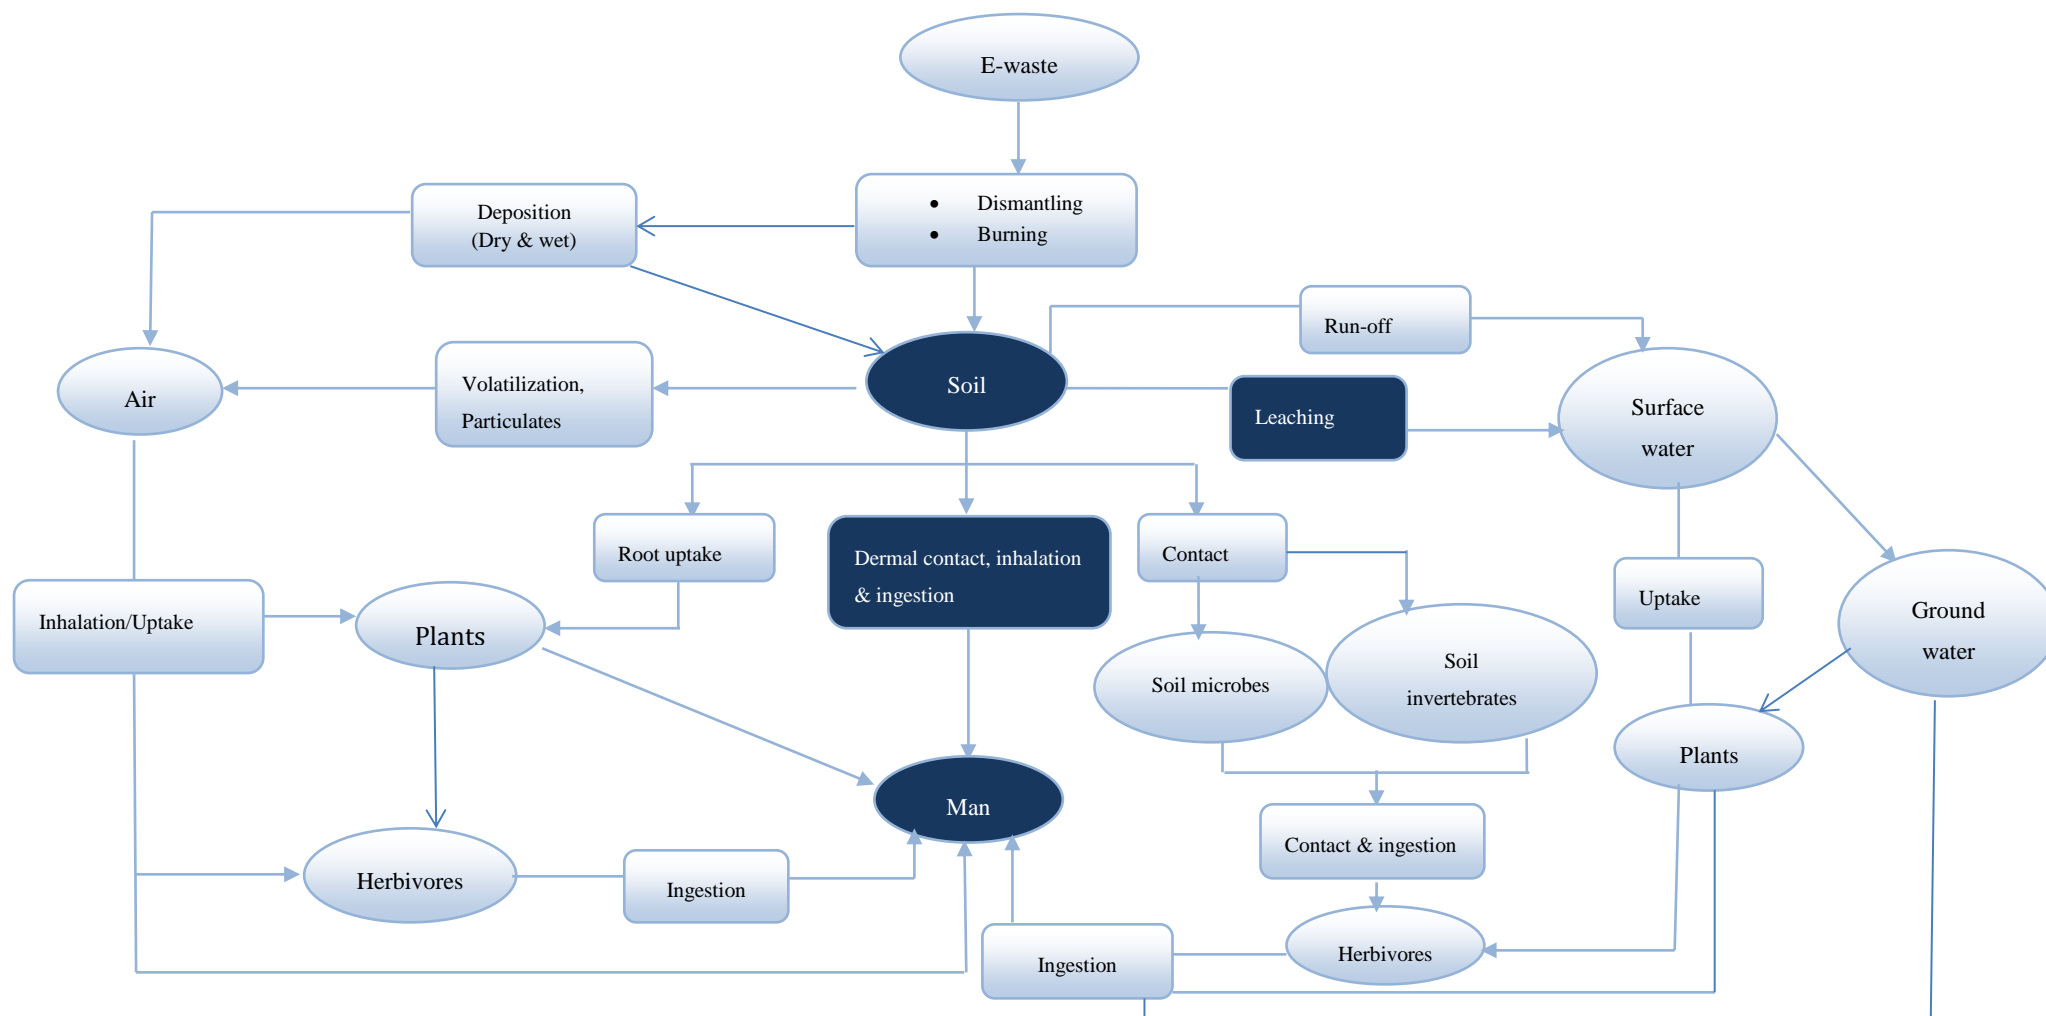 E-waste
• Dismantling
• Burning
Deposition
(Dry & wet)
Run-off
Soil
Volatilization,
Particulates
Air
Leaching
Surface
water
Root uptake
Dermal contact, inhalation
& ingestion
Contact
Uptake
Ground
water
Inhalation/Uptake
Plants
Soil microbes
Soil
invertebrates
Plants
Man
Contact & ingestion
Herbivores
Ingestion
Herbivores
Ingestion